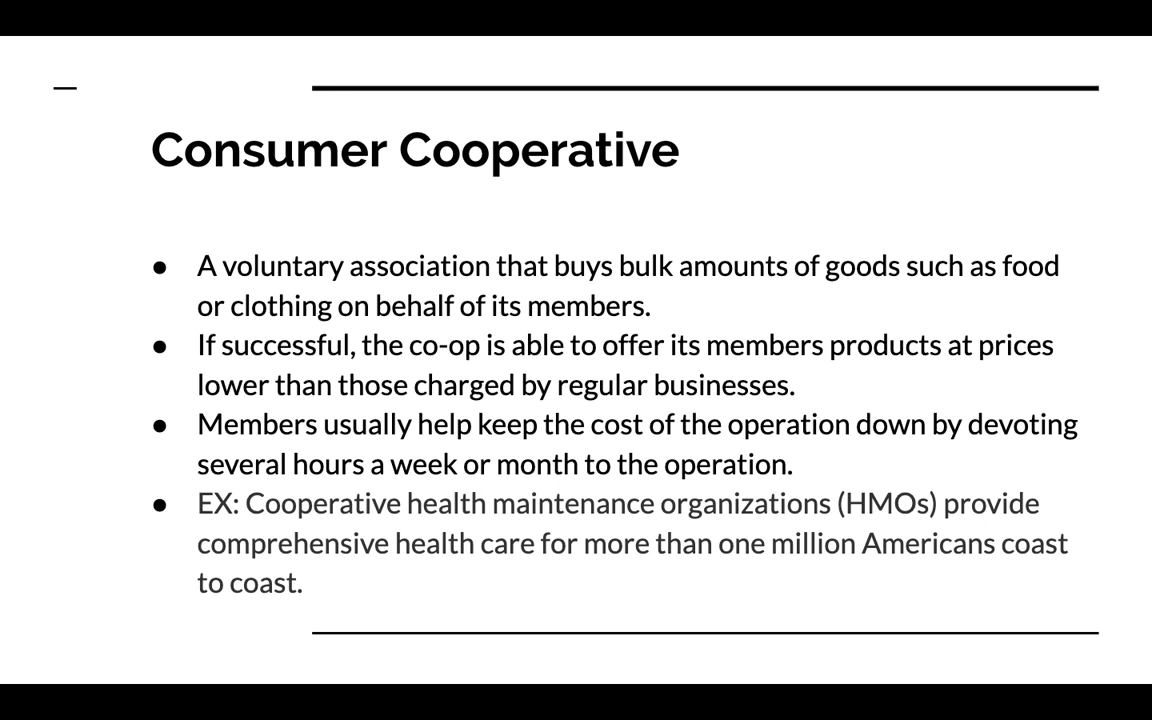 Consumer Cooperative
● A voluntary association that buys bulk amounts of goods such as food
or clothing on behalf of its members.
● If successful, the co-op is able to offer its members products at prices
lower than those charged by regular businesses.
● Members usually help keep the cost of the operation down by devoting
several hours a week or month to the operation.
● EX: Cooperative health maintenance organizations (HMOs) provide
comprehensive health care for more than one million Americans coast
to coast.